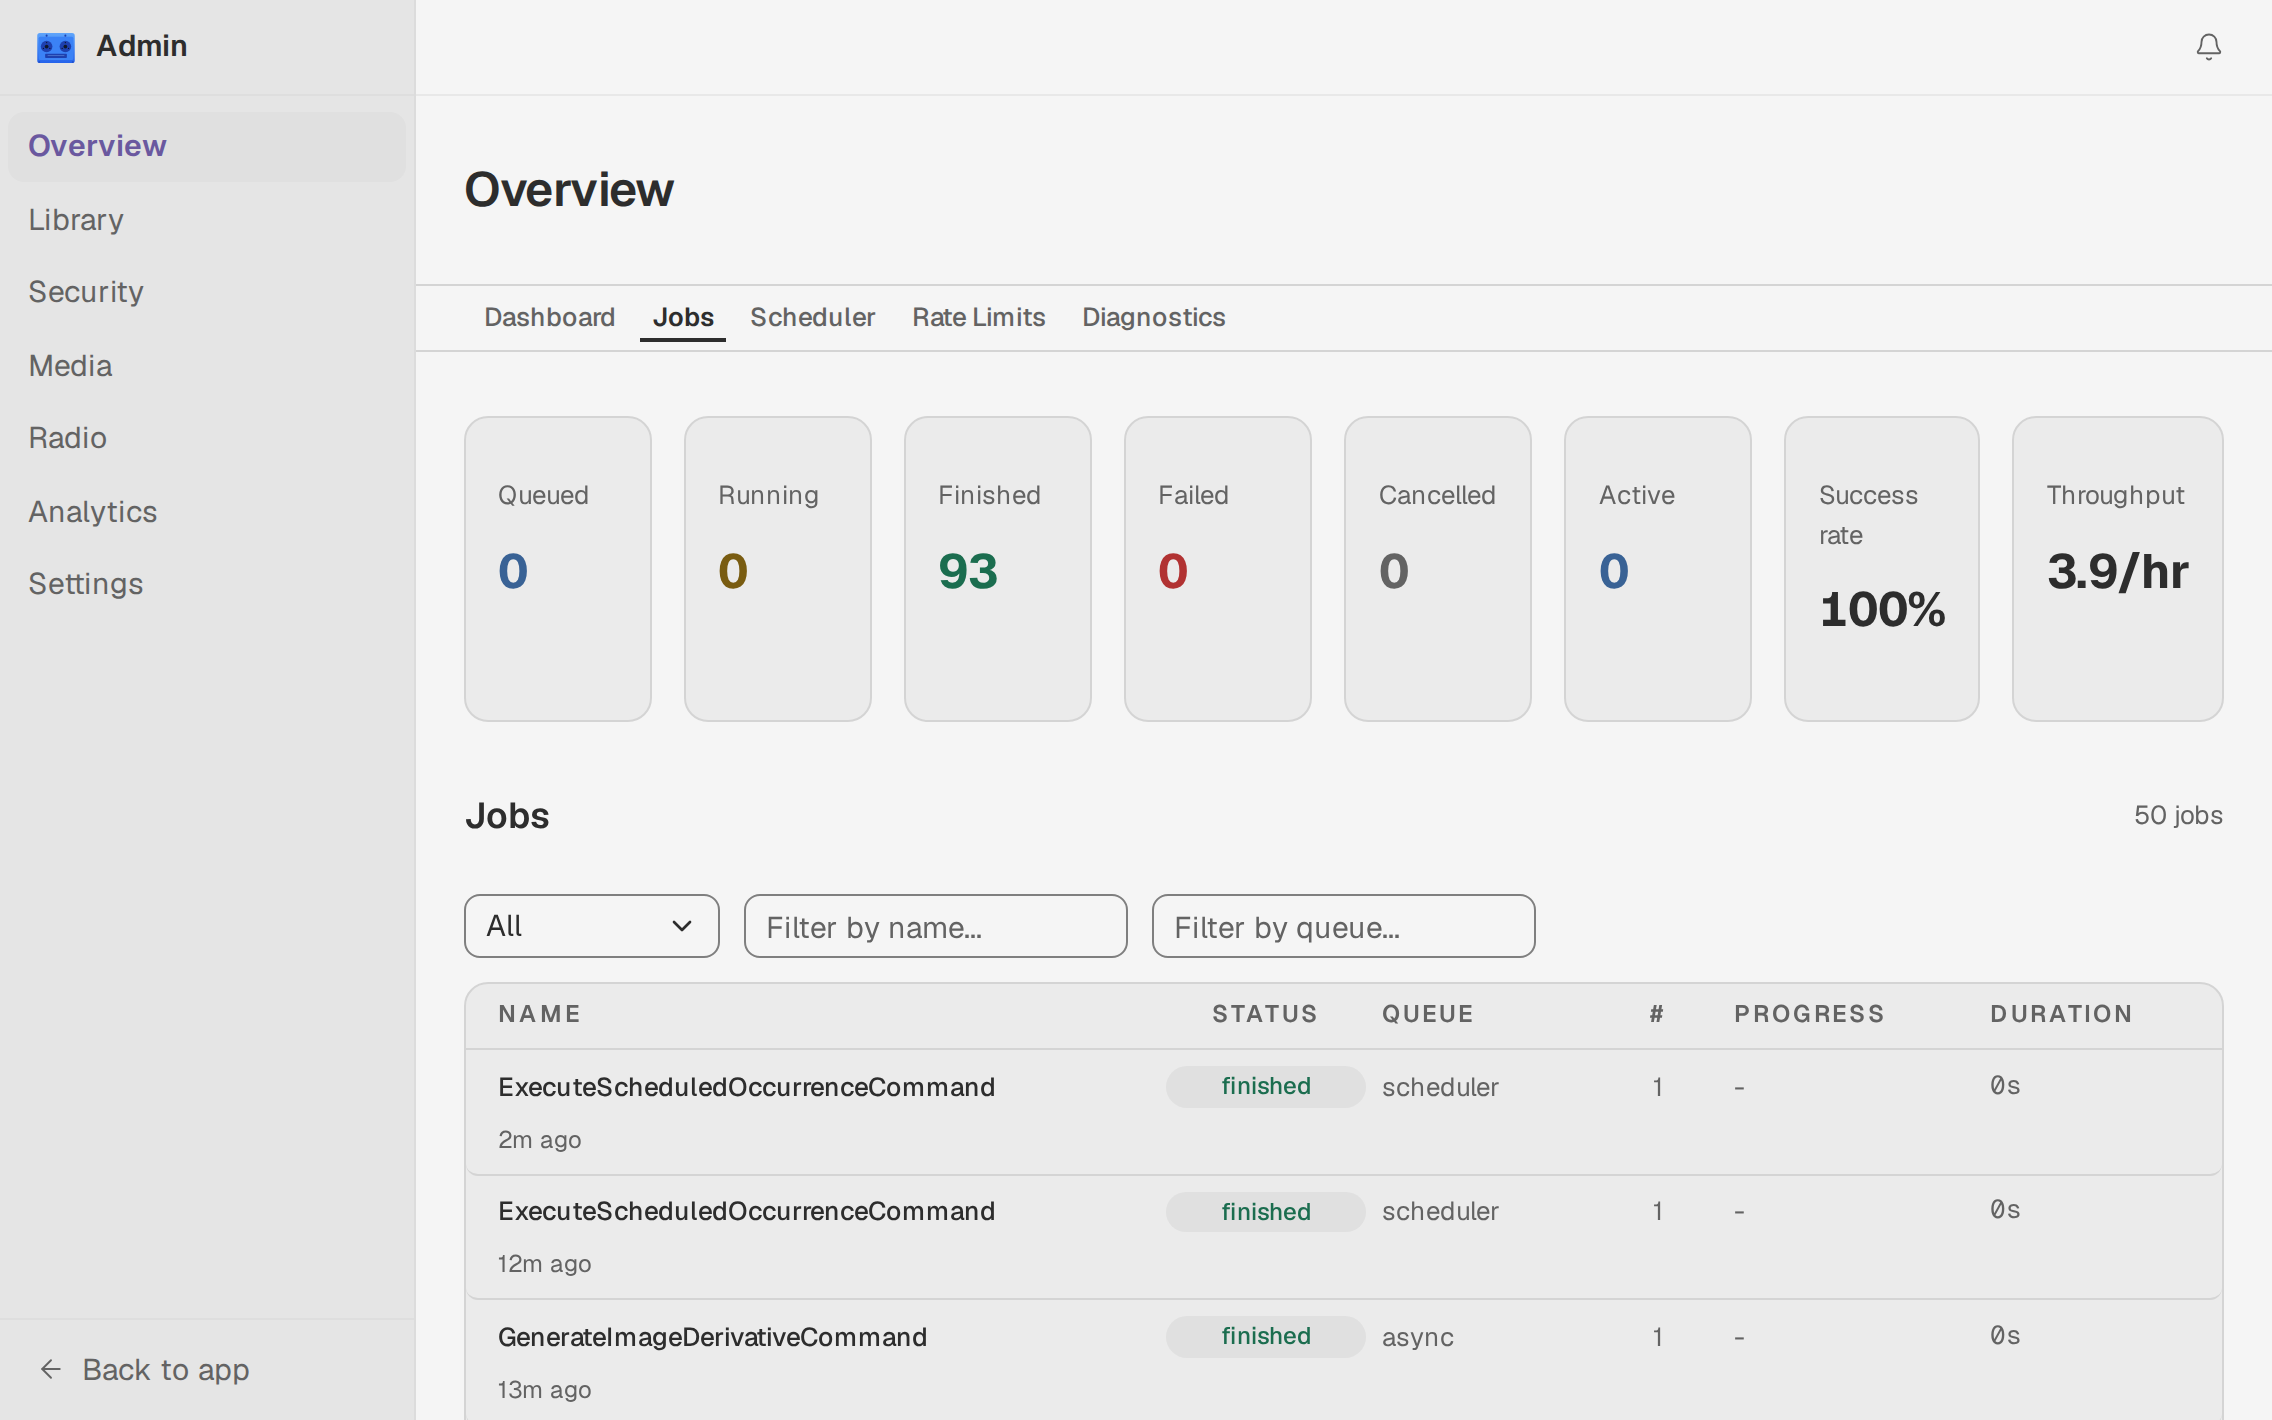 Admin
Overview
Library
Security
Media
Radio
Analytics
Settings
Back to app
Overview
Dashboard Jobs Scheduler Rate Limits Diagnostics
Queued
0
Running
0
Finished
93
Failed
0
Cancelled
0
Active
0
Success
rate
100%
Throughput
3.9/hr
Jobs
50 jobs
All
Filter by name...
Filter by queue...
NAME STATUS QUEUE # PROGRESS DURATION
ExecuteScheduledOccurrenceCommand finished scheduler 1 - 0s
2m ago
ExecuteScheduledOccurrenceCommand finished scheduler 1 - 0s
12m ago
GenerateImageDerivativeCommand finished async 1 - 0s
13m ago